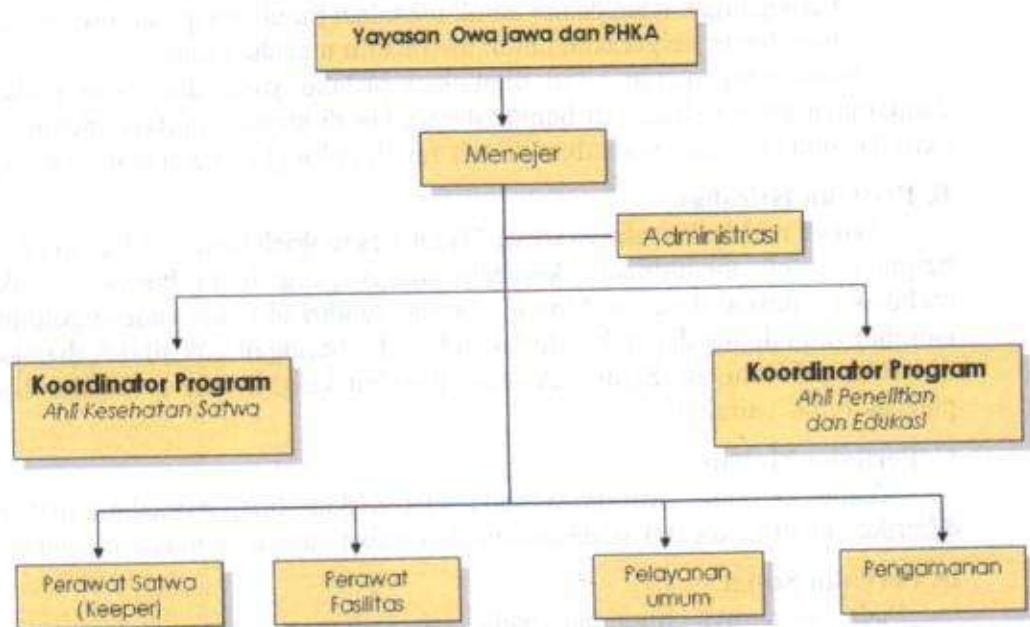 Yayasan Owa jawa dan PHKA
Menejer
Administrasi
Koordinator Program
Ahli Kesehatan Satwa
Koordinator Program
Ahli Penelitian
dan Edukasi
Perawat Satwa
(Keeper)
Perawat
Fasilitas
Pelayanan
umum
Pengamanan